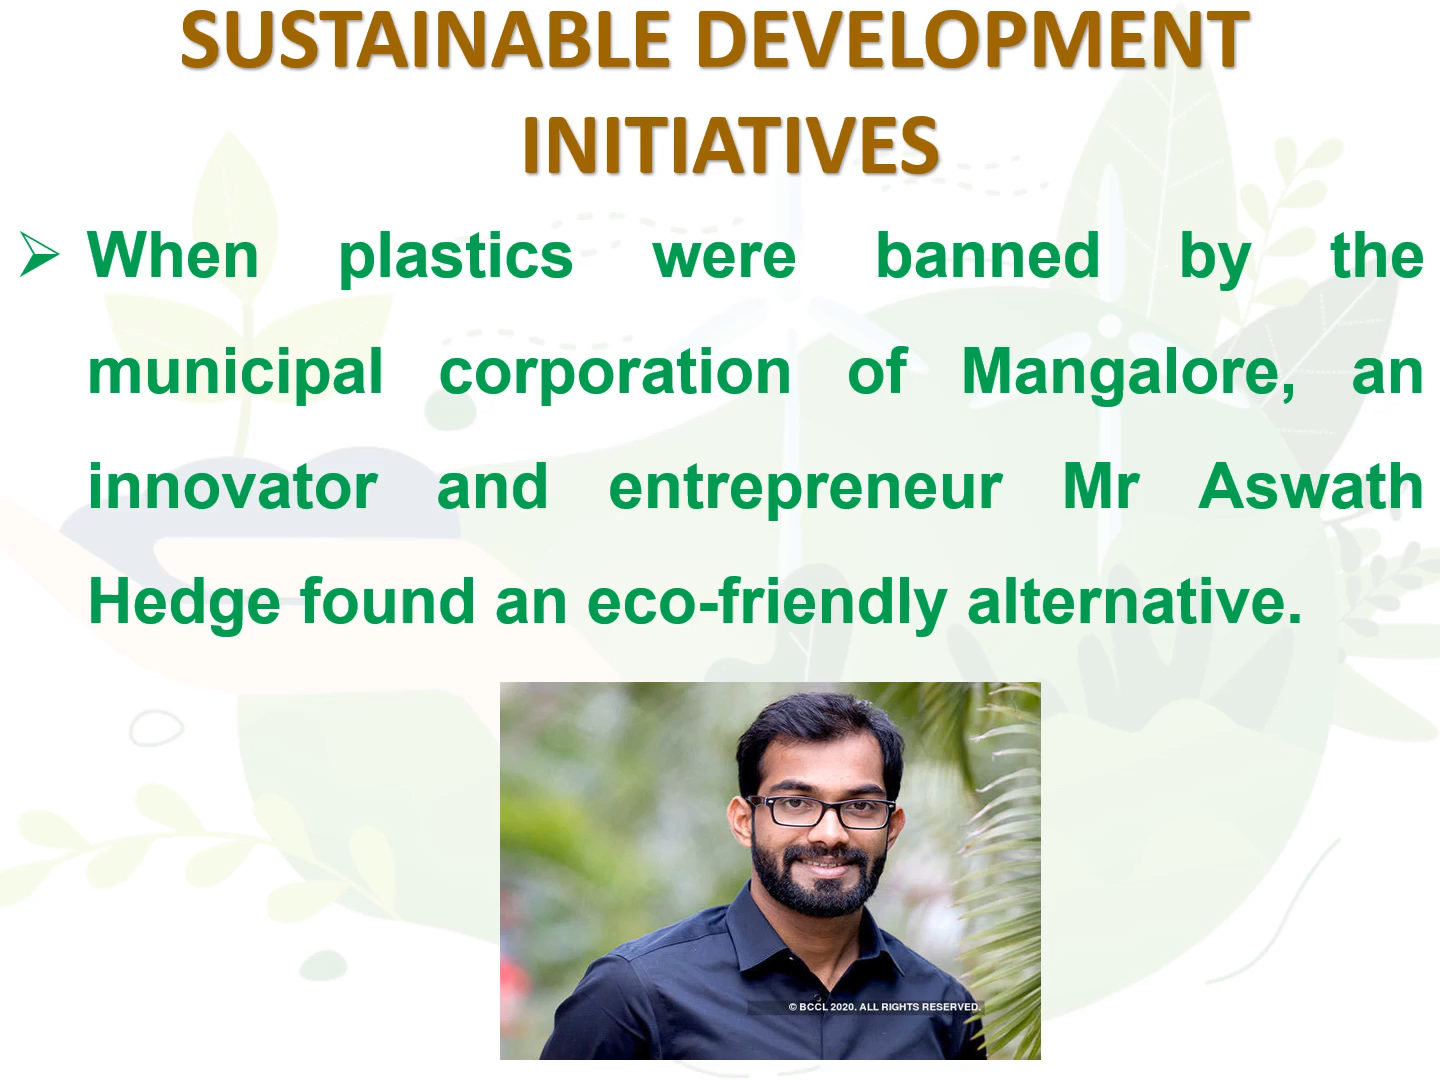 SUSTAINABLE DEVELOPMENT
INITIATIVES
➢ When plastics were banned by the
municipal corporation of Mangalore, an
innovator and entrepreneur Mr Aswath
Hedge found an eco-friendly alternative.
© BCCL 2020. ALL RIGHTS RESERVED.